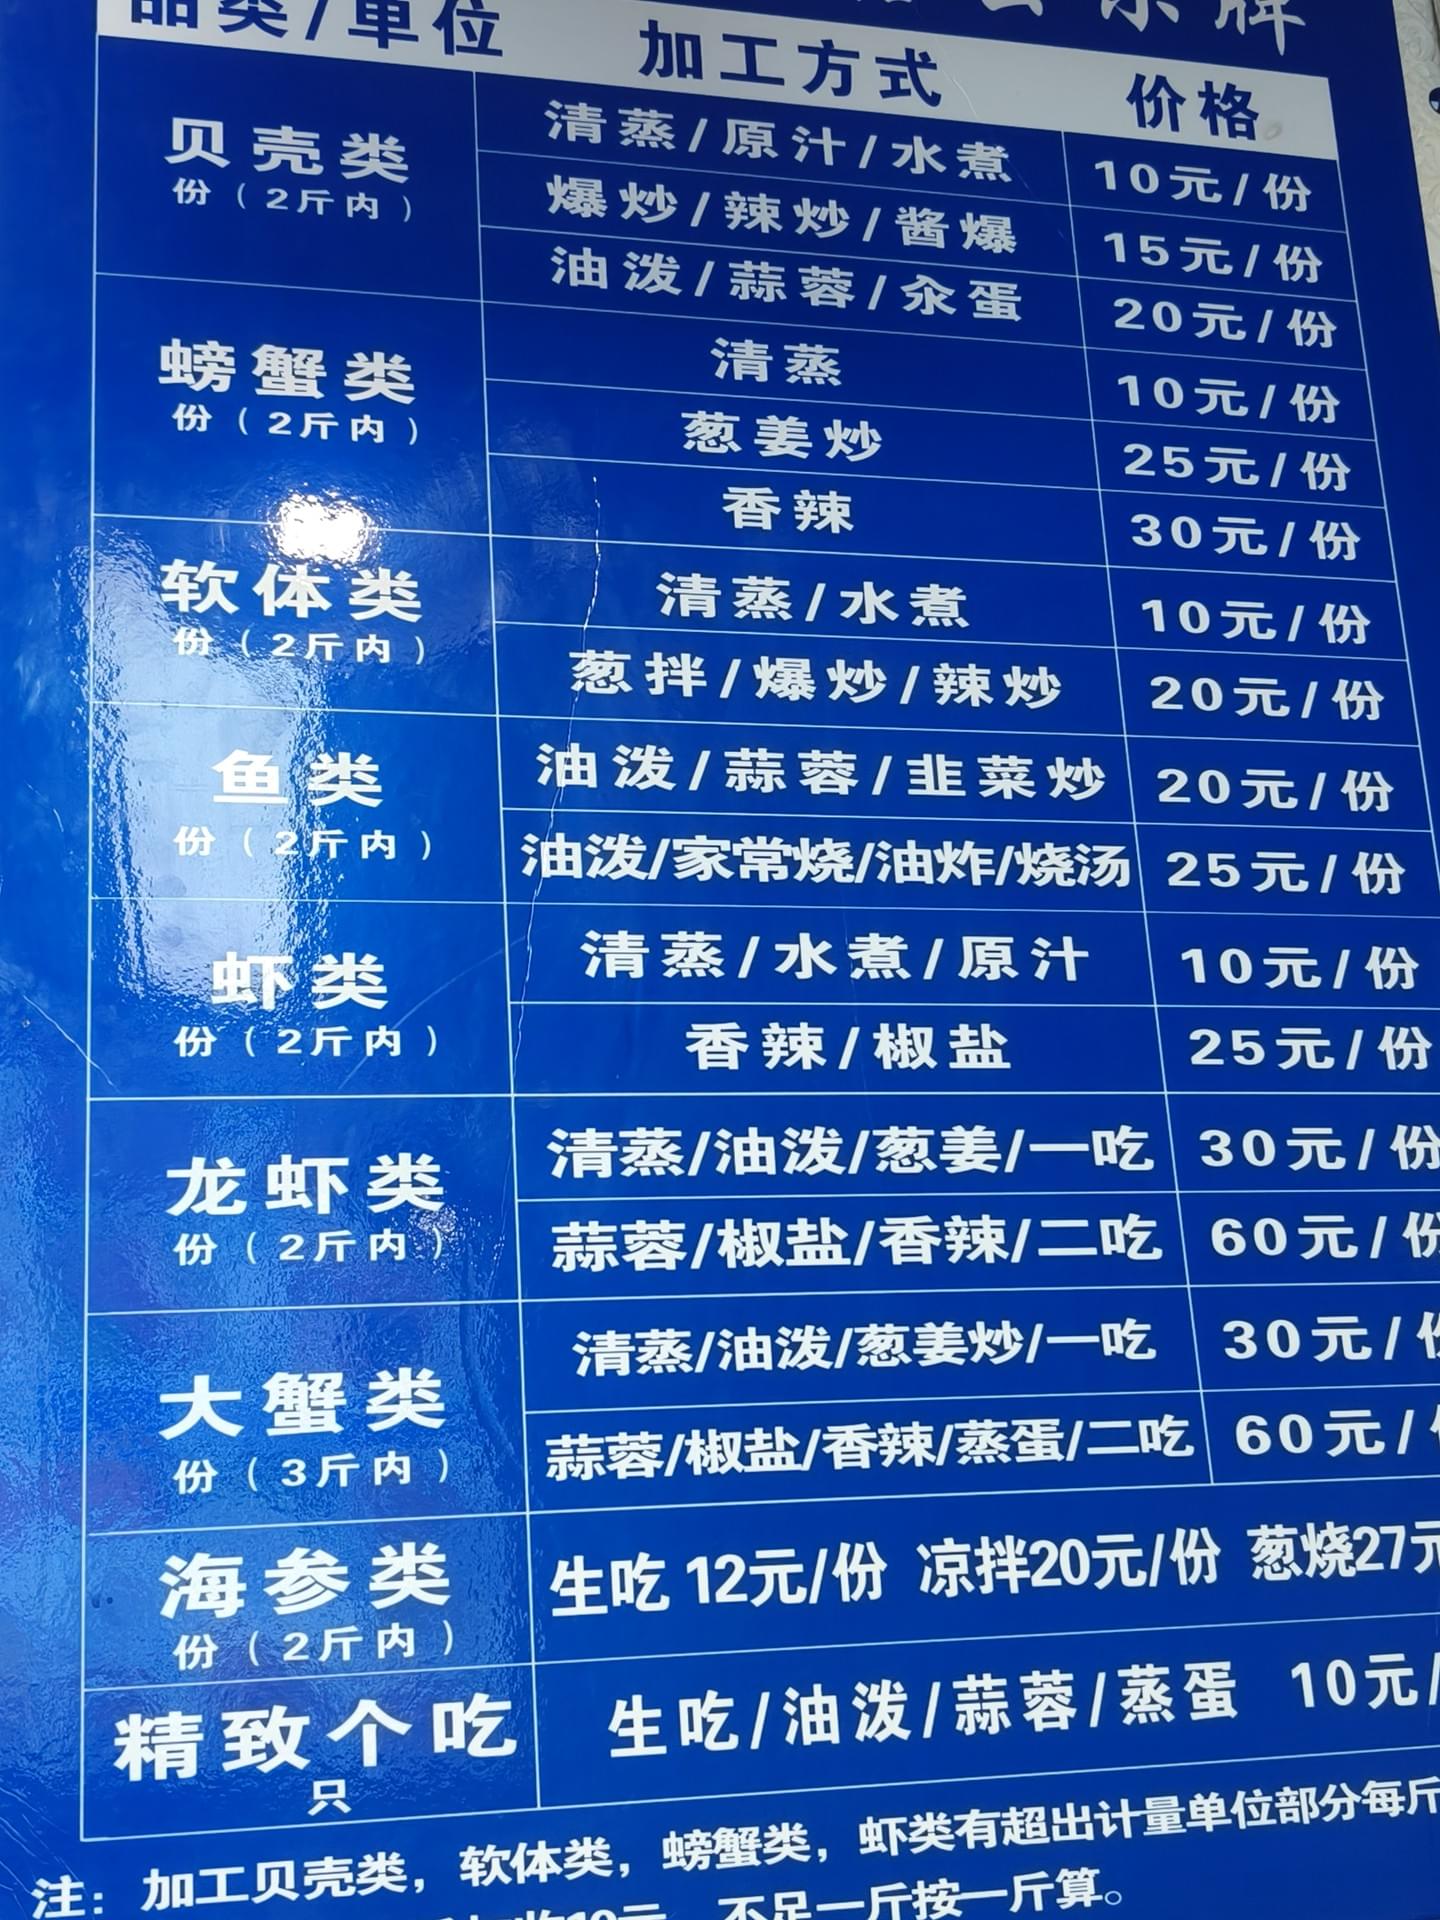 品类/单位 加工方式 价格
贝壳类
份（2斤内）
清蒸/原汁/水煮 10元/份
爆炒/辣炒/酱爆 15元/份
油泼/蒜蓉/汆蛋 20元/份
螃蟹类
份（2斤内）
清蒸 10元/份
葱姜炒 25元/份
香辣 30元/份
软体类
份（2斤内）
清蒸/水煮 10元/份
葱拌/爆炒/辣炒 20元/份
鱼类
份（2斤内）
油泼/蒜蓉/韭菜炒 20元/份
油泼/家常烧/油炸/烧汤 25元/份
虾类
份（2斤内）
清蒸/水煮/原汁 10元/份
香辣/椒盐 25元/份
龙虾类
份（2斤内）
清蒸/油泼/葱姜/一吃 30元/份
蒜蓉/椒盐/香辣/二吃 60元/份
大蟹类
份（3斤内）
清蒸/油泼/葱姜炒/一吃 30元/份
蒜蓉/椒盐/香辣/蒸蛋/二吃 60元/
海参类
份（2斤内）
生吃 12元/份 凉拌20元/份 葱烧27元
精致个吃
只
生吃/油泼/蒜蓉/蒸蛋 10元/
注：加工贝壳类，软体类，螃蟹类，虾类有超出计量单位部分每斤
不足一斤按一斤算。